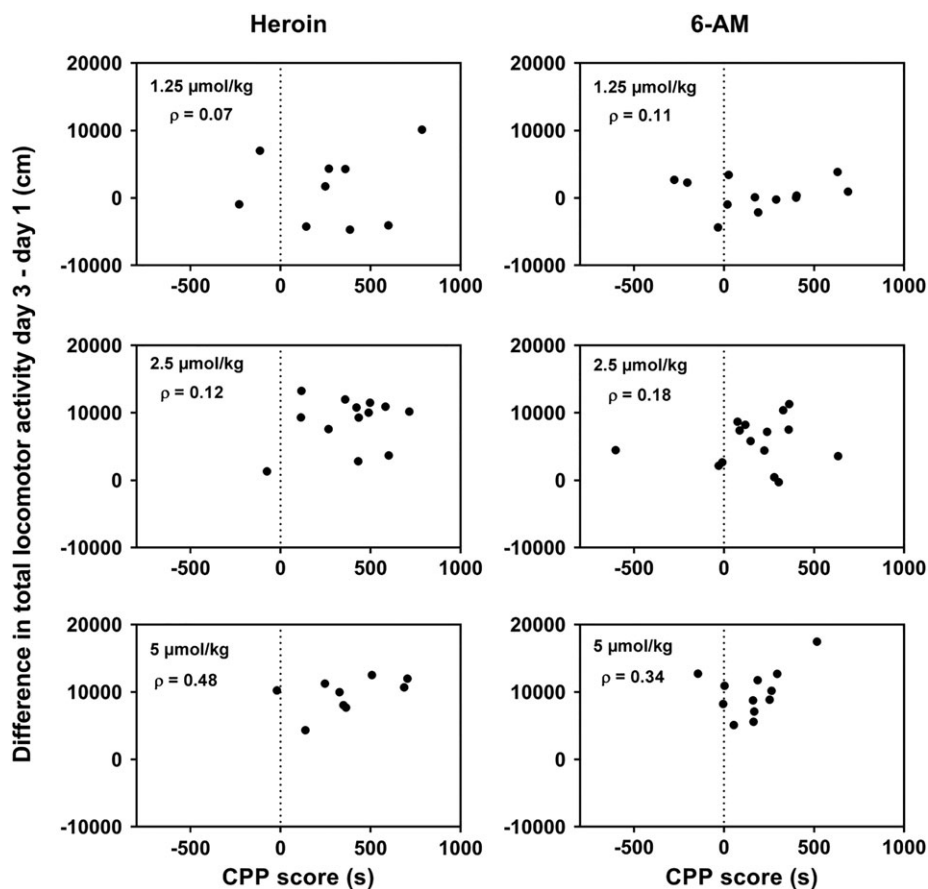 Heroin
6-AM
Difference in total locomotor activity day 3 - day 1 (cm)
20000
10000
0
-10000
1.25 µmol/kg
ρ = 0.07
-500 0 500 1000
20000
10000
0
-10000
1.25 µmol/kg
ρ = 0.11
-500 0 500 1000
20000
10000
0
-10000
2.5 µmol/kg
ρ = 0.12
-500 0 500 1000
20000
10000
0
-10000
2.5 µmol/kg
ρ = 0.18
-500 0 500 1000
20000
10000
0
-10000
5 µmol/kg
ρ = 0.48
-500 0 500 1000
CPP score (s)
20000
10000
0
-10000
5 µmol/kg
ρ = 0.34
-500 0 500 1000
CPP score (s)